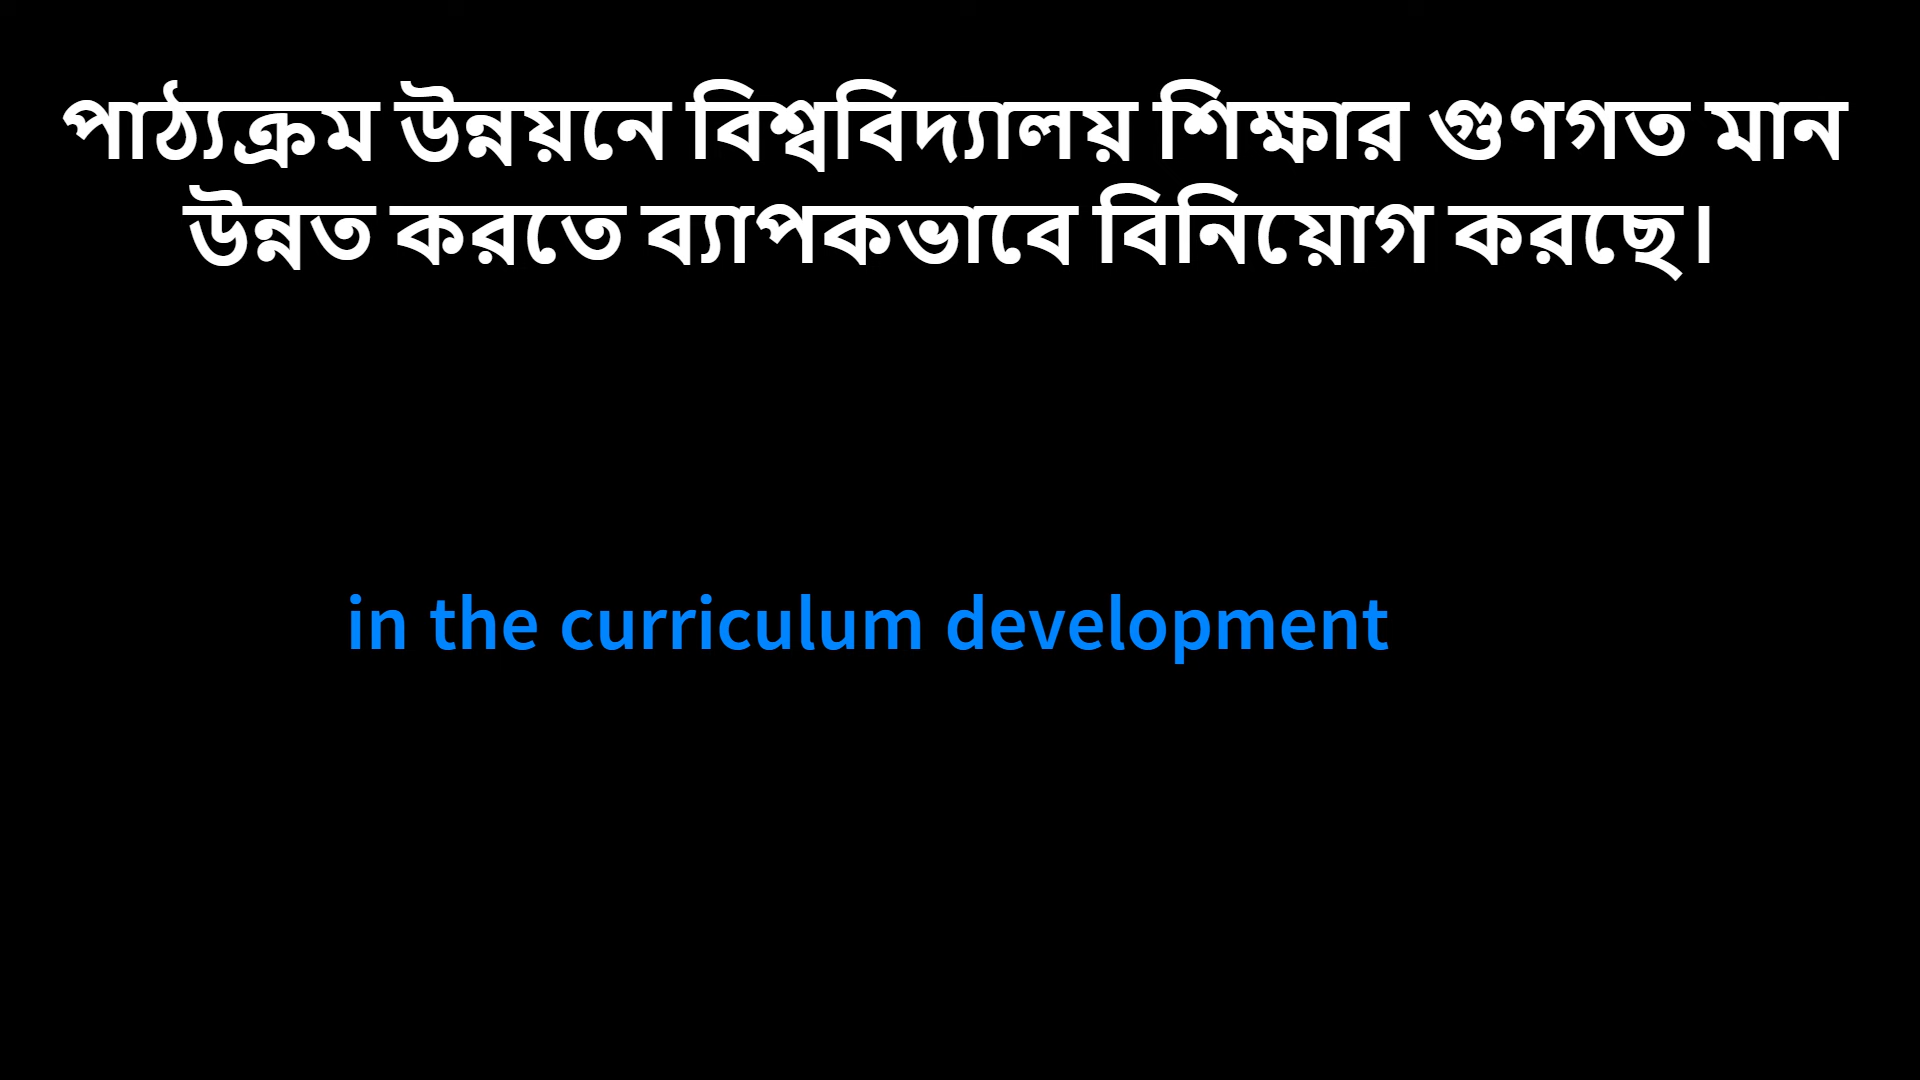 পাঠ্যক্রম উন্নয়নে বিশ্ববিদ্যালয় শিক্ষার গুণগত মান
উন্নত করতে ব্যাপকভাবে বিনিয়োগ করছে।
in the curriculum development